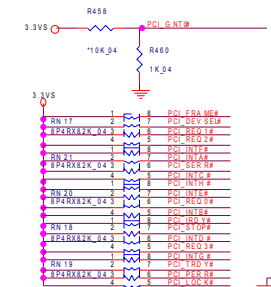 R458
3.3VS
PCI_GNT0#
*10K_04
R460
1K_04
3.3VS
1 8 PCI_FRAME#
RN17 2 7 PCI_DEVSEL#
8P4RX8.2K_04 3 6 PCI_REQ1#
4 5 PCI_REQ2#
1 8 PCI_INTF#
RN21 2 7 PCI_INTA#
8P4RX8.2K_04 3 6 PCI_SERR#
4 5 PCI_INTC#
1 8 PCI_INTH#
RN20 2 7 PCI_INTE#
8P4RX8.2K_04 3 6 PCI_REQ0#
4 5 PCI_INTB#
1 8 PCI_IRDY#
RN18 2 7 PCI_STOP#
8P4RX8.2K_04 3 6 PCI_INTD#
4 5 PCI_REQ3#
1 8 PCI_INTG#
RN19 2 7 PCI_TRDY#
8P4RX8.2K_04 3 6 PCI_PERR#
4 5 PCI_LOCK#